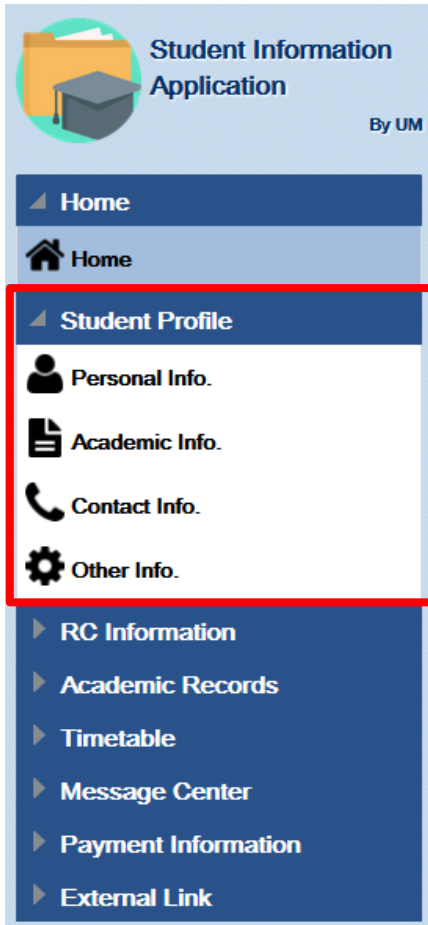 Student Information
Application
By UM
Home
Home
Student Profile
Personal Info.
Academic Info.
Contact Info.
Other Info.
RC Information
Academic Records
Timetable
Message Center
Payment Information
External Link